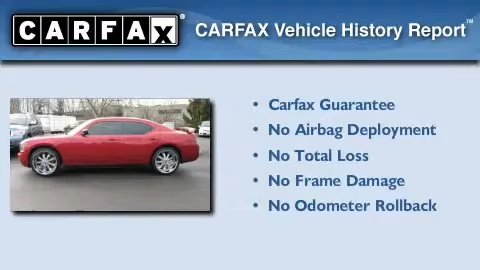 CARFAX®
CARFAX Vehicle History Report™
• Carfax Guarantee
• No Airbag Deployment
• No Total Loss
• No Frame Damage
• No Odometer Rollback